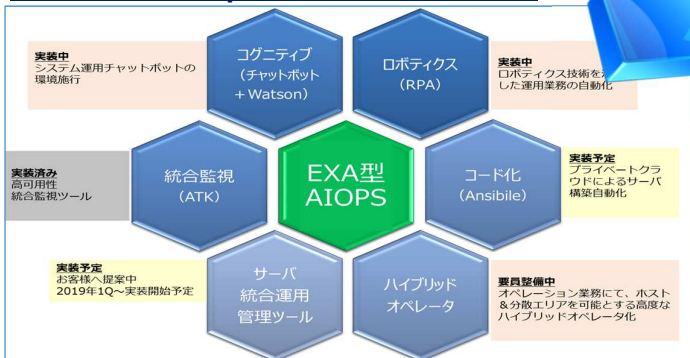 実装中
システム運用チャットボットの
環境施行
コグニティブ
(チャットボット
+Watson)
ロボティクス
(RPA)
実装中
ロボティクス技術を
した運用業務の自動化
実装済み
高可用性
統合監視ツール
統合監視
(ATK)
EXA型
AIOPS
コード化
(Ansibile)
実装予定
プライベートクラ
ウドによるサーバ
構築自動化
実装予定
お客様へ提案中
2019年1Q~実装開始予定
サーバ
統合運用
管理ツール
ハイブリッド
オペレータ
要員整備中
オペレーション業務にて、ホスト
&分散エリアを可能とする高度な
ハイブリッドオペレータ化